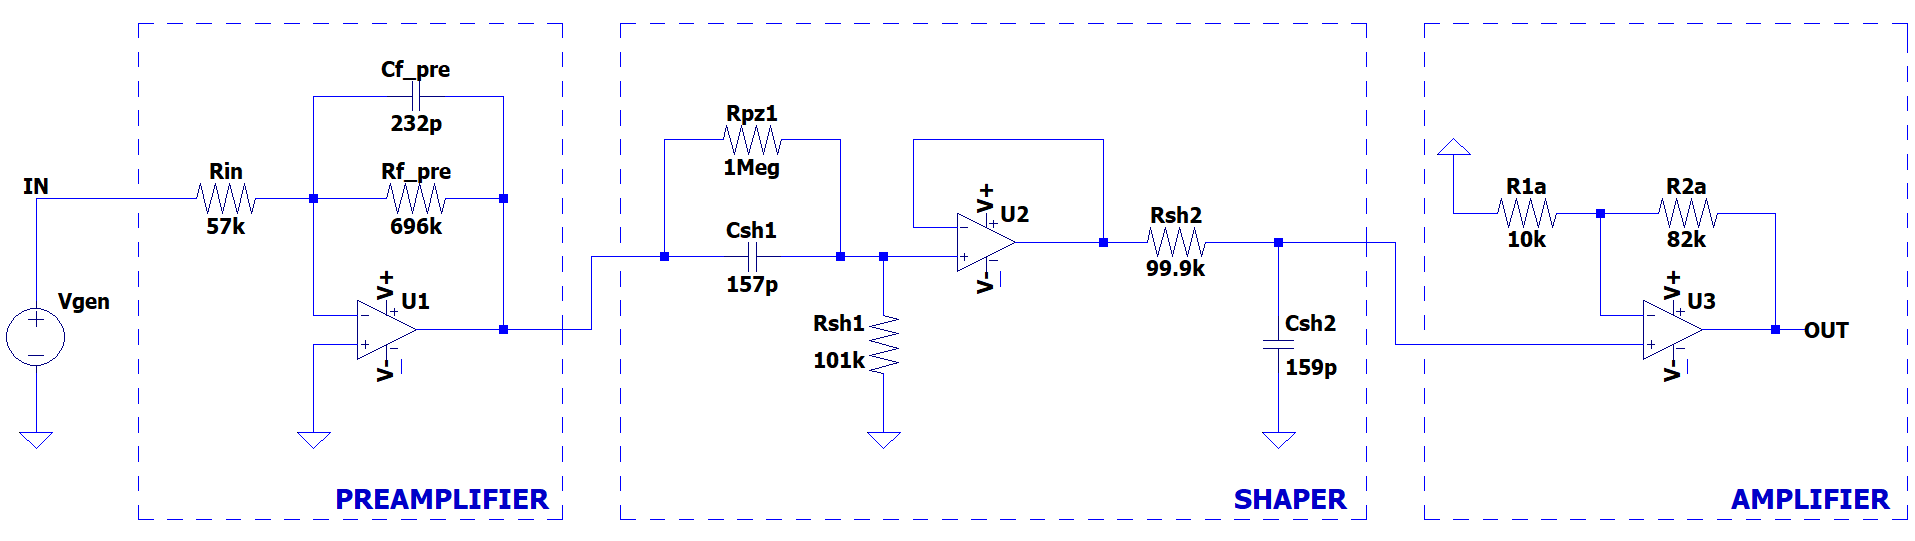 IN
Vgen
Rin
57k
Cf_pre
232p
Rf_pre
696k
V+
U1
V-
PREAMPLIFIER
Rpz1
1Meg
Csh1
157p
Rsh1
101k
V+
U2
V-
Rsh2
99.9k
Csh2
159p
SHAPER
R1a
10k
R2a
82k
V+
U3
V-
OUT
AMPLIFIER